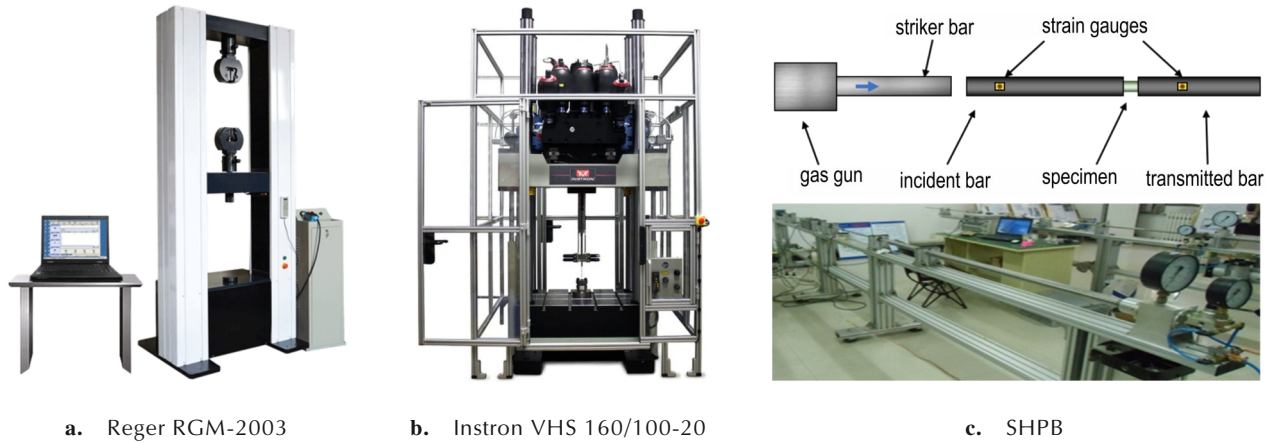 striker bar
strain gauges
gas gun
incident bar
specimen
transmitted bar
INSTRON
a. Reger RGM-2003
b. Instron VHS 160/100-20
c. SHPB